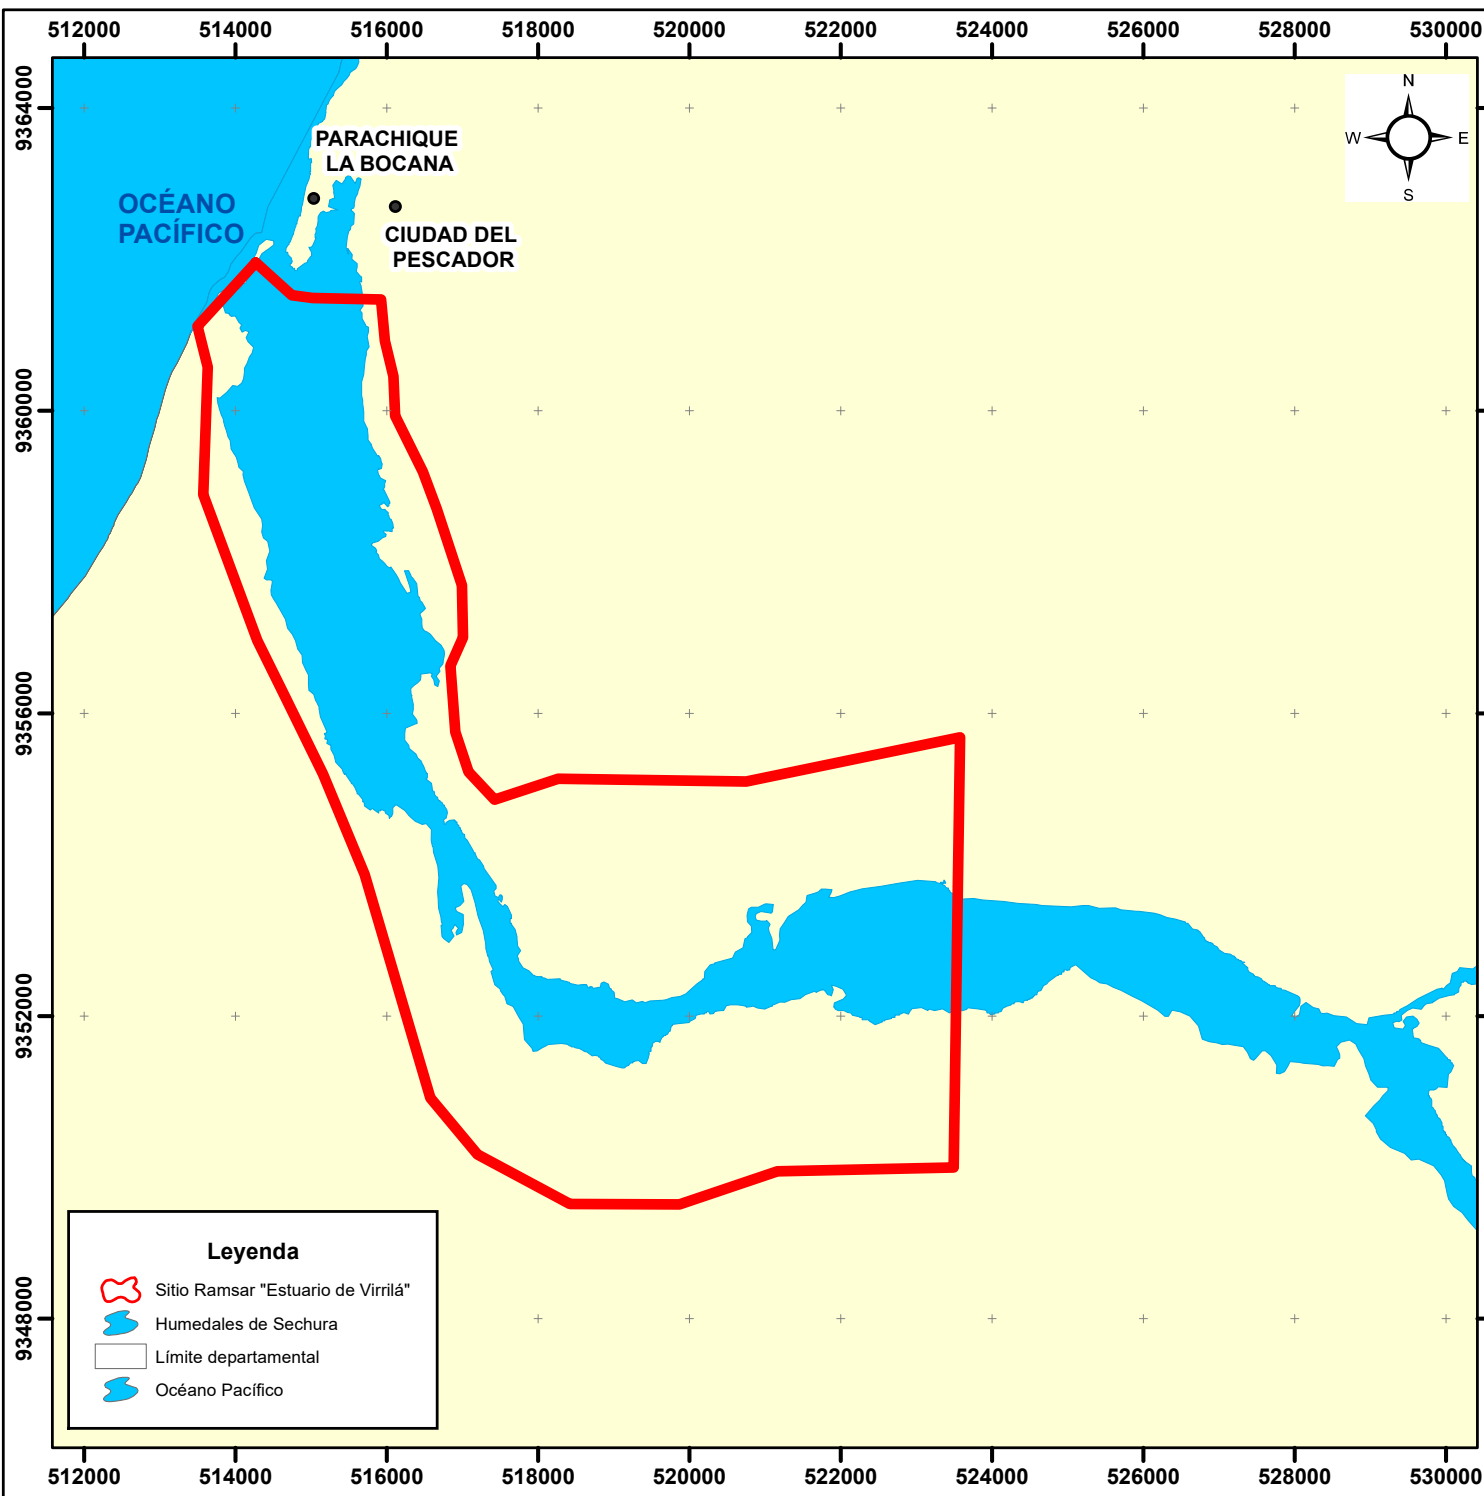 512000 514000 516000 518000 520000 522000 524000 526000 528000 530000
9364000
9360000
9356000
9352000
9348000
N
W E
S
PARACHIQUE
LA BOCANA
OCÉANO
PACÍFICO
CIUDAD DEL
PESCADOR
Leyenda
Sitio Ramsar "Estuario de Virrilá"
Humedales de Sechura
Límite departamental
Océano Pacífico
512000 514000 516000 518000 520000 522000 524000 526000 528000 530000